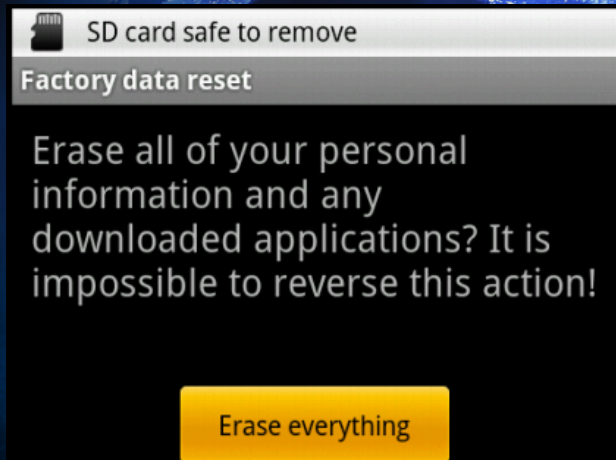 SD card safe to remove
Factory data reset
Erase all of your personal
information and any
downloaded applications? It is
impossible to reverse this action!
Erase everything